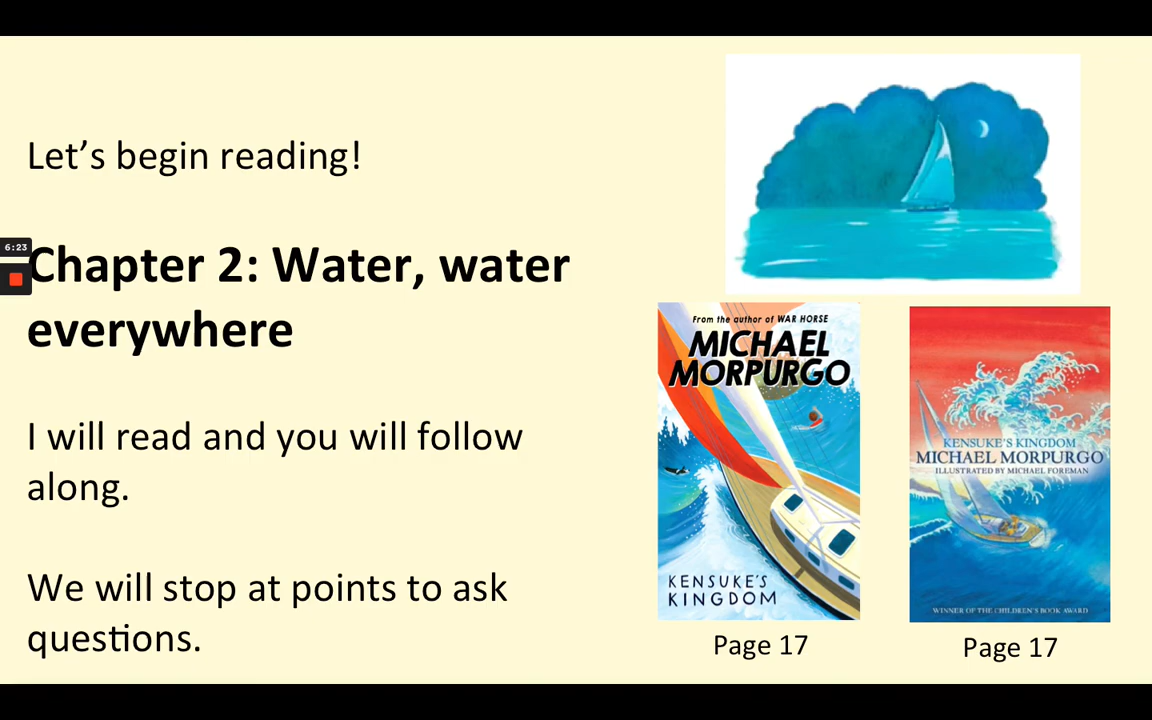 Let's begin reading!
6:23
Chapter 2: Water, water
everywhere
I will read and you will follow
along.
We will stop at points to ask
questions.
From the author of WAR HORSE
MICHAEL
MORPURGO
KENSUKE'S
KINGDOM
Page 17
KENSUKE'S KINGDOM
MICHAEL MORPURGO
ILLUSTRATED BY MICHAEL FOREMAN
WINNER OF THE CHILDREN'S BOOK AWARD
Page 17